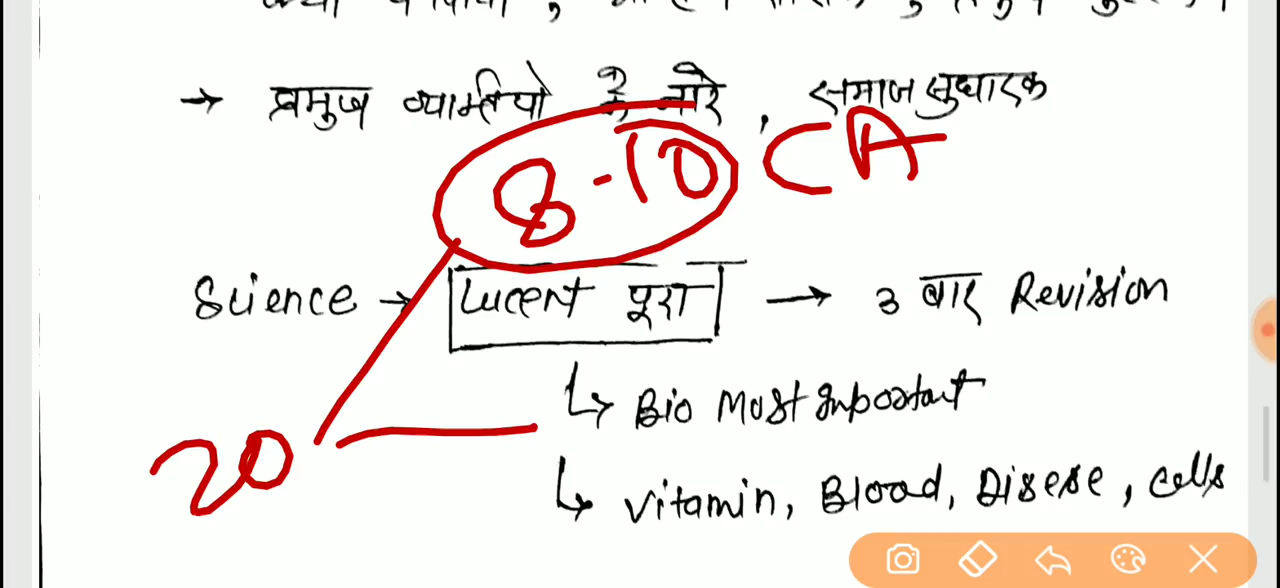 → प्रमुख व्यक्तियो के बारे, समाज सुधारक
8-10 CA
Science → Lucent पूरा → 3 बार Revision
↳ Bio Most Important
20
↳ Vitamin, Blood, Disese, cells